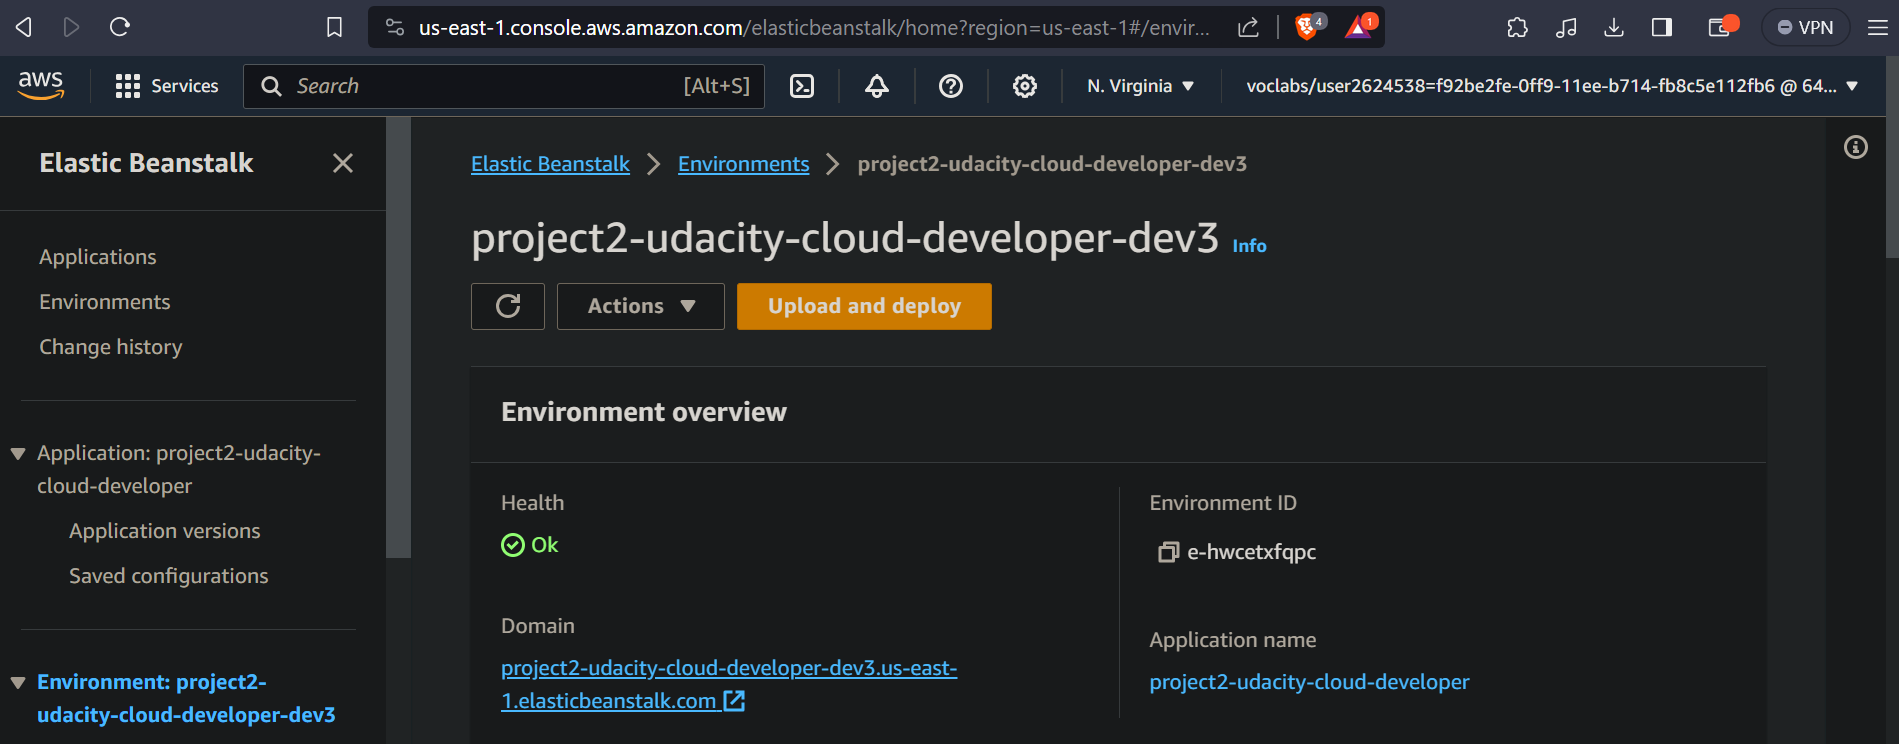 us-east-1.console.aws.amazon.com/elasticbeanstalk/home?region=us-east-1#/envir...
4
1
VPN
aws
Services
Search
[Alt+S]
N. Virginia
voclabs/user2624538=f92be2fe-0ff9-11ee-b714-fb8c5e112fb6 @ 64...
Elastic Beanstalk
Applications
Environments
Change history
Application: project2-udacity-
cloud-developer
Application versions
Saved configurations
Environment: project2-
udacity-cloud-developer-dev3
Elastic Beanstalk
Environments
project2-udacity-cloud-developer-dev3
project2-udacity-cloud-developer-dev3 Info
Actions
Upload and deploy
Environment overview
Health
Ok
Domain
project2-udacity-cloud-developer-dev3.us-east-
1.elasticbeanstalk.com
Environment ID
e-hwcetxfqpc
Application name
project2-udacity-cloud-developer